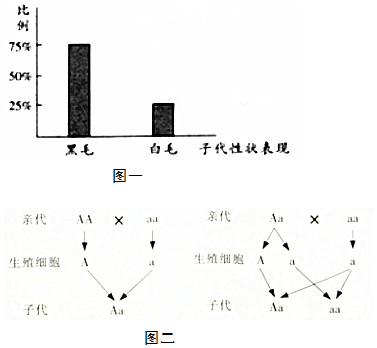 比例
75%
50%
25%
黑毛 白毛 子代性状表现
图一
亲代 AA × aa Aa × aa
生殖细胞 A a 生殖细胞 A a a
子代 Aa 子代 Aa aa
图二